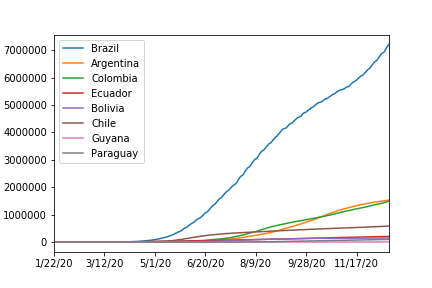 7000000
6000000
5000000
4000000
3000000
2000000
1000000
0
Brazil
Argentina
Colombia
Ecuador
Bolivia
Chile
Guyana
Paraguay
1/22/20 3/12/20 5/1/20 6/20/20 8/9/20 9/28/20 11/17/20